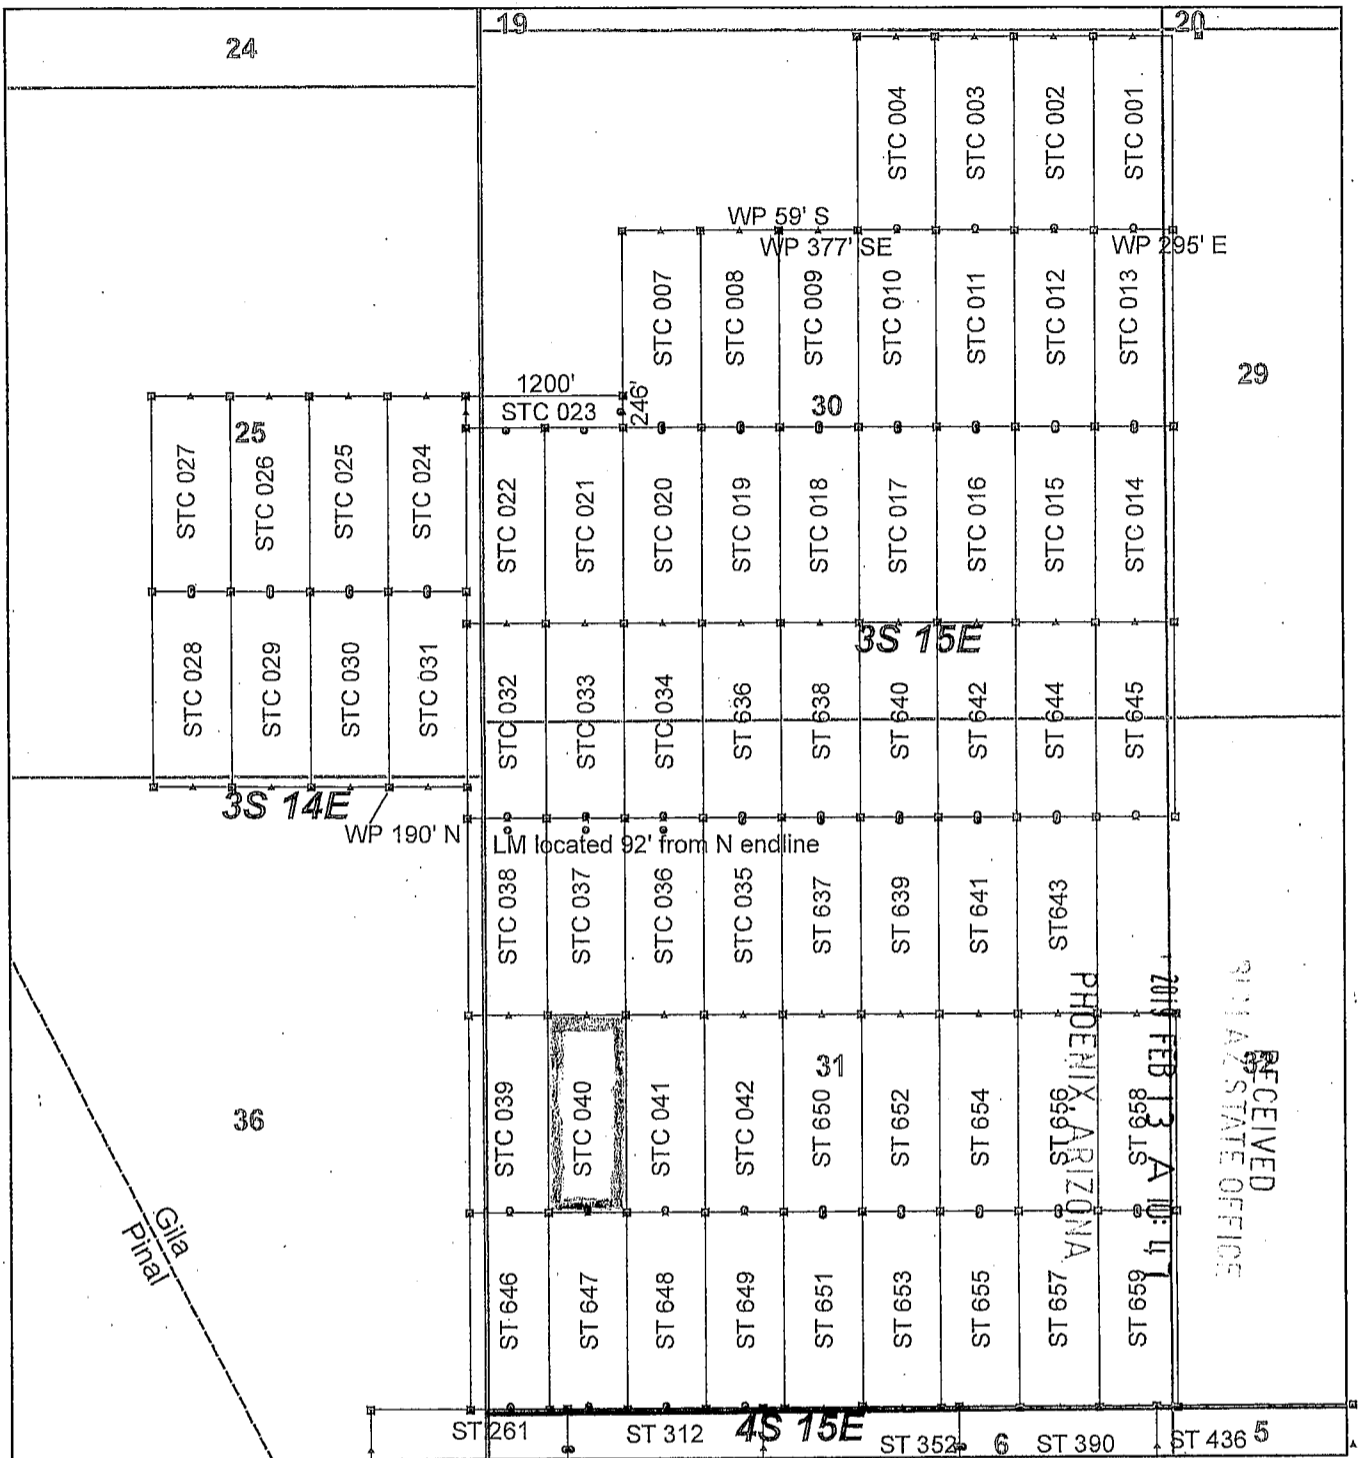 19
20
24
STC 004
STC 003
STC 002
STC 001
WP 59' S
WP 377' SE
WP 295' E
STC 007
STC 008
STC 009
STC 010
STC 011
STC 012
STC 013
29
1200'
246'
STC 023
30
25
STC 027
STC 026
STC 025
STC 024
STC 022
STC 021
STC 020
STC 019
STC 018
STC 017
STC 016
STC 015
STC 014
3S 15E
STC 028
STC 029
STC 030
STC 031
STC 032
STC 033
STC 034
ST 636
ST 638
ST 640
ST 642
ST 644
ST 645
3S 14E
WP 190' N
LM located 92' from N endline
STC 038
STC 037
STC 036
STC 035
ST 637
ST 639
ST 641
ST643
31
32
36
STC 039
STC 040
STC 041
STC 042
ST 650
ST 652
ST 654
ST 656
ST 658
RECEIVED
AZ STATE OFFICE
2019 FEB 13 A 10: 47
PHOENIX, ARIZONA
Gila
Pinal
ST 646
ST 647
ST 648
ST 649
ST 651
ST 653
ST 655
ST 657
ST 659
ST 261
ST 312
4S 15E
ST 352
6
ST 390
ST 436
5